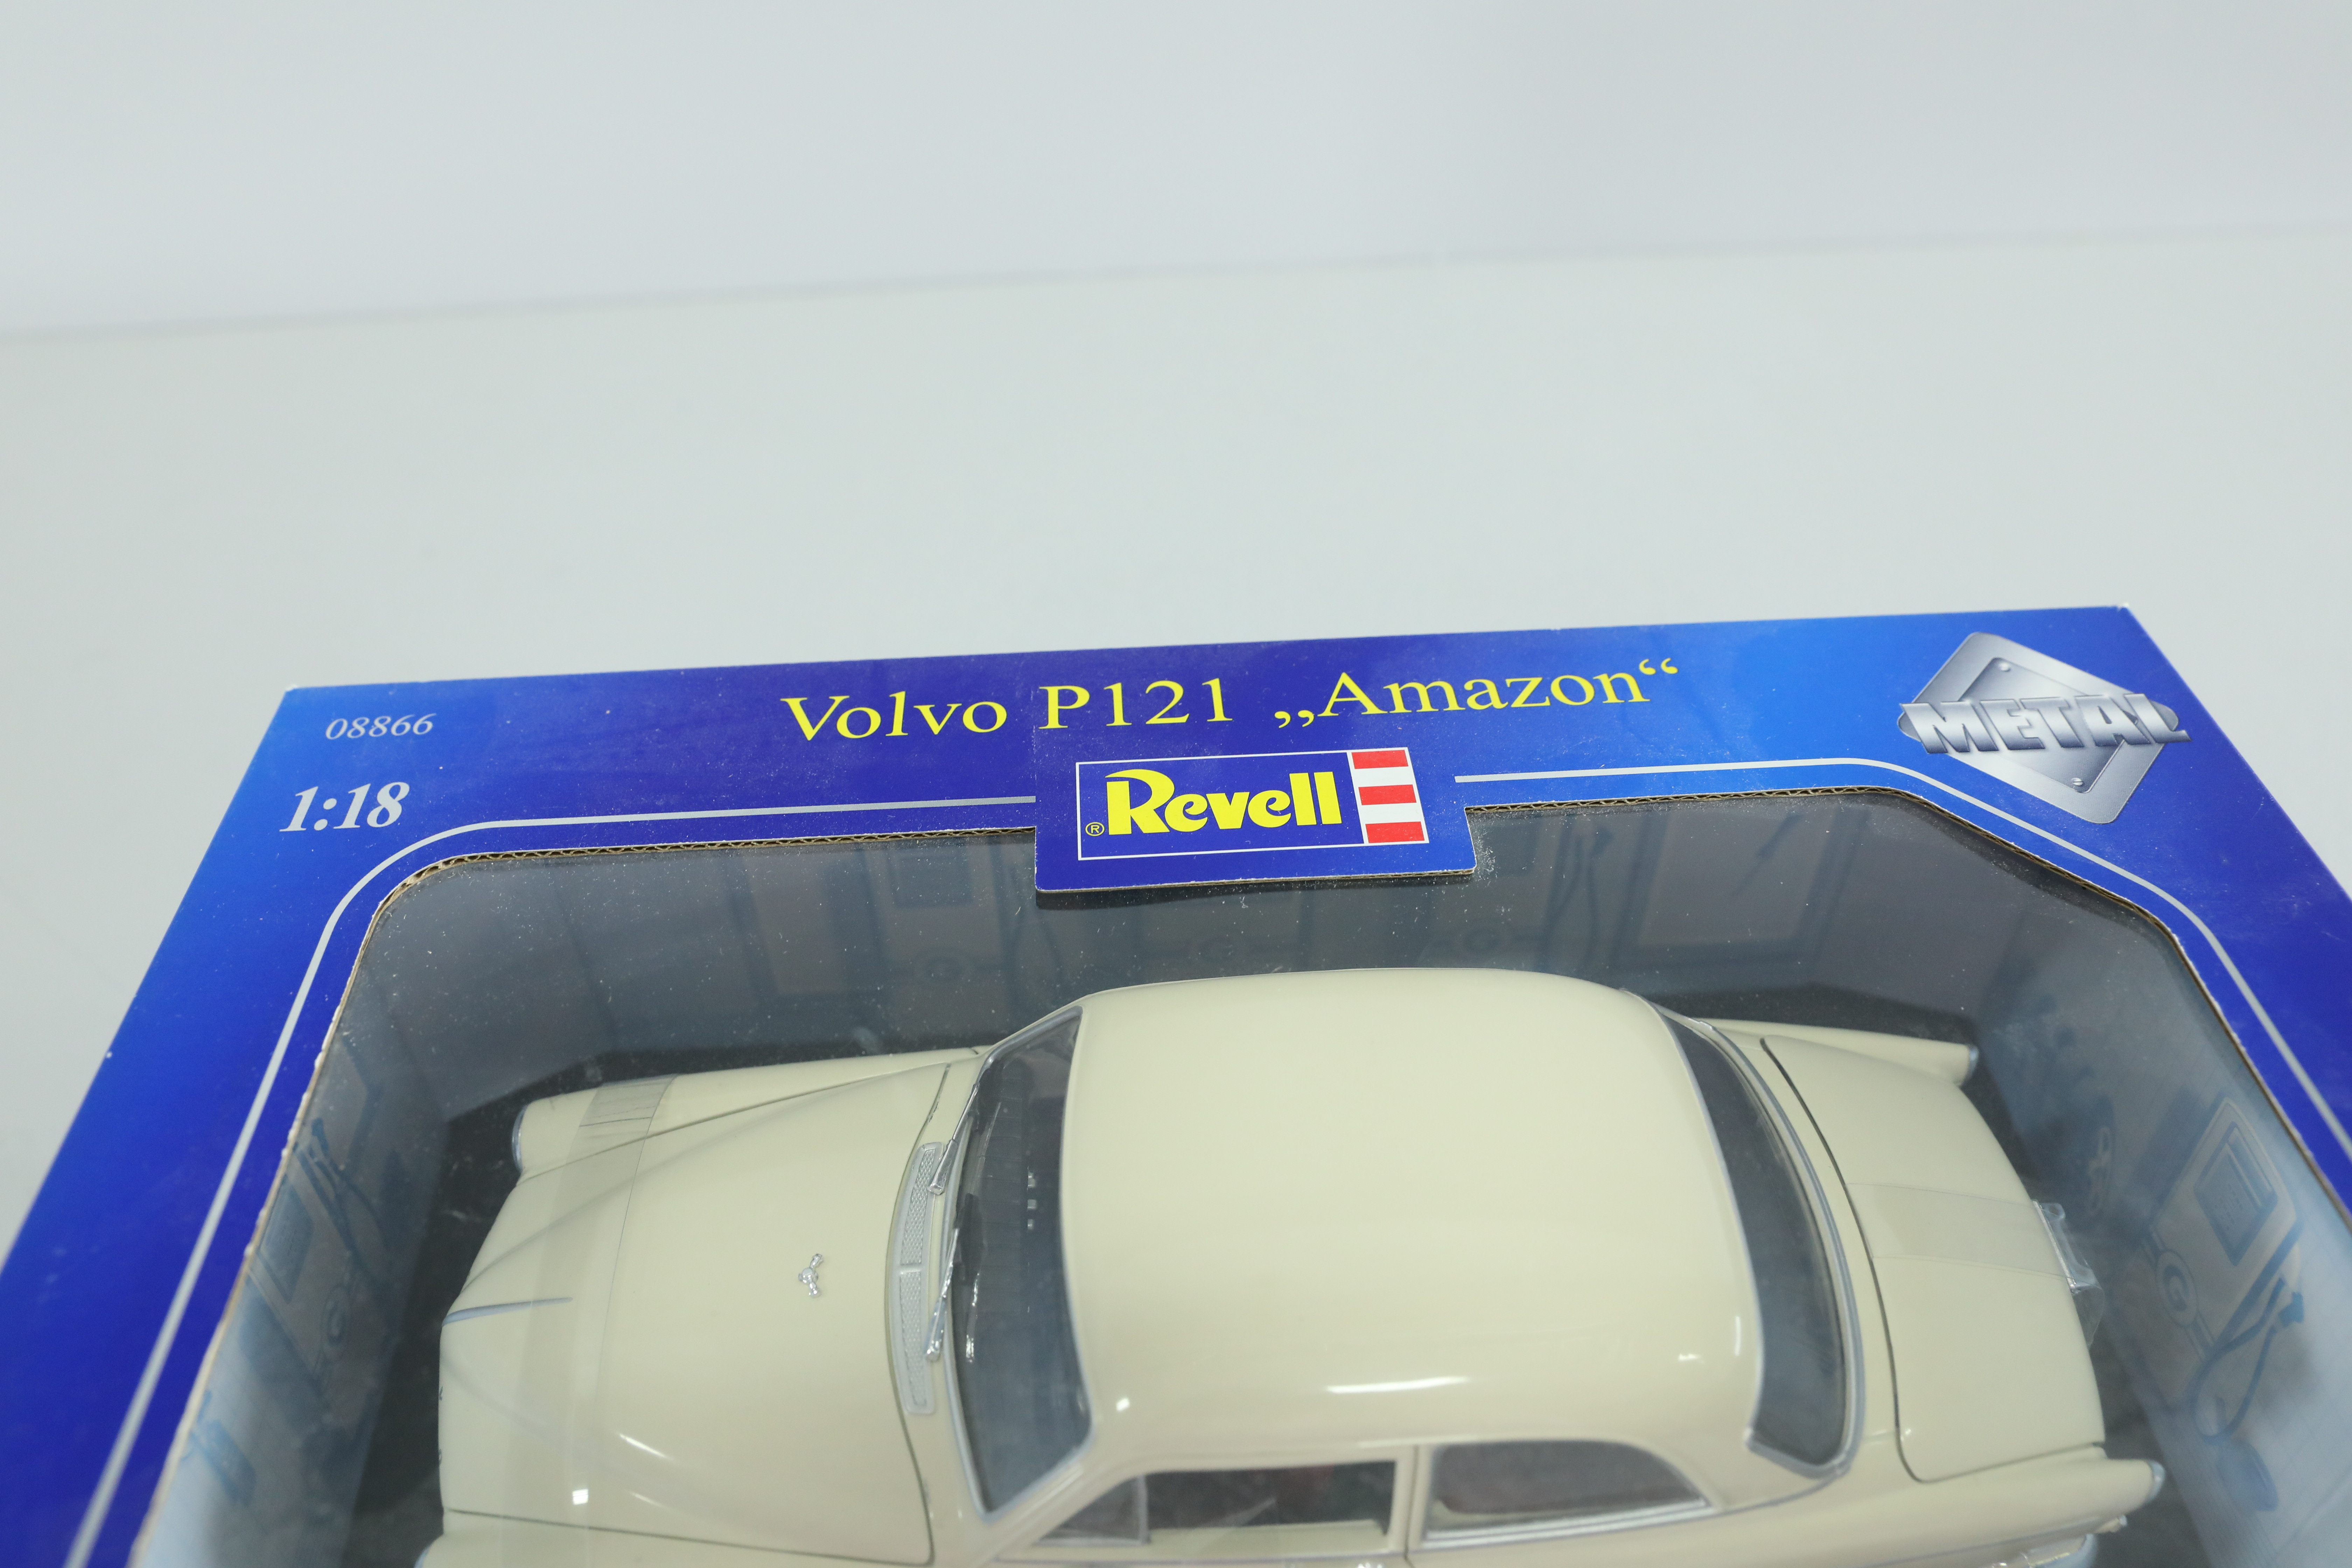 Volvo P121 „Amazon“
08866
METAL
1:18
® Revell